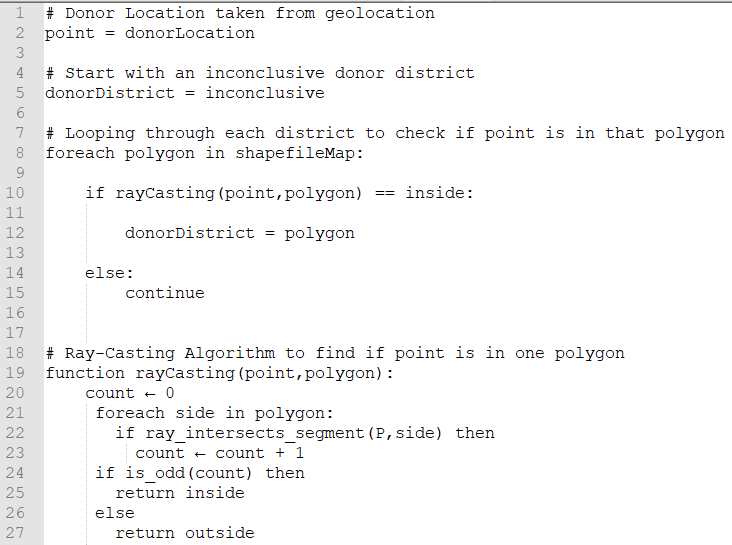 1 # Donor Location taken from geolocation
2 point = donorLocation
3
4 # Start with an inconclusive donor district
5 donorDistrict = inconclusive
6
7 # Looping through each district to check if point is in that polygon
8 foreach polygon in shapefileMap:
9
10 if rayCasting(point,polygon) == inside:
11
12 donorDistrict = polygon
13
14 else:
15 continue
16
17
18 # Ray-Casting Algorithm to find if point is in one polygon
19 function rayCasting(point,polygon):
20 count ← 0
21 foreach side in polygon:
22 if ray_intersects_segment(P,side) then
23 count ← count + 1
24 if is_odd(count) then
25 return inside
26 else
27 return outside